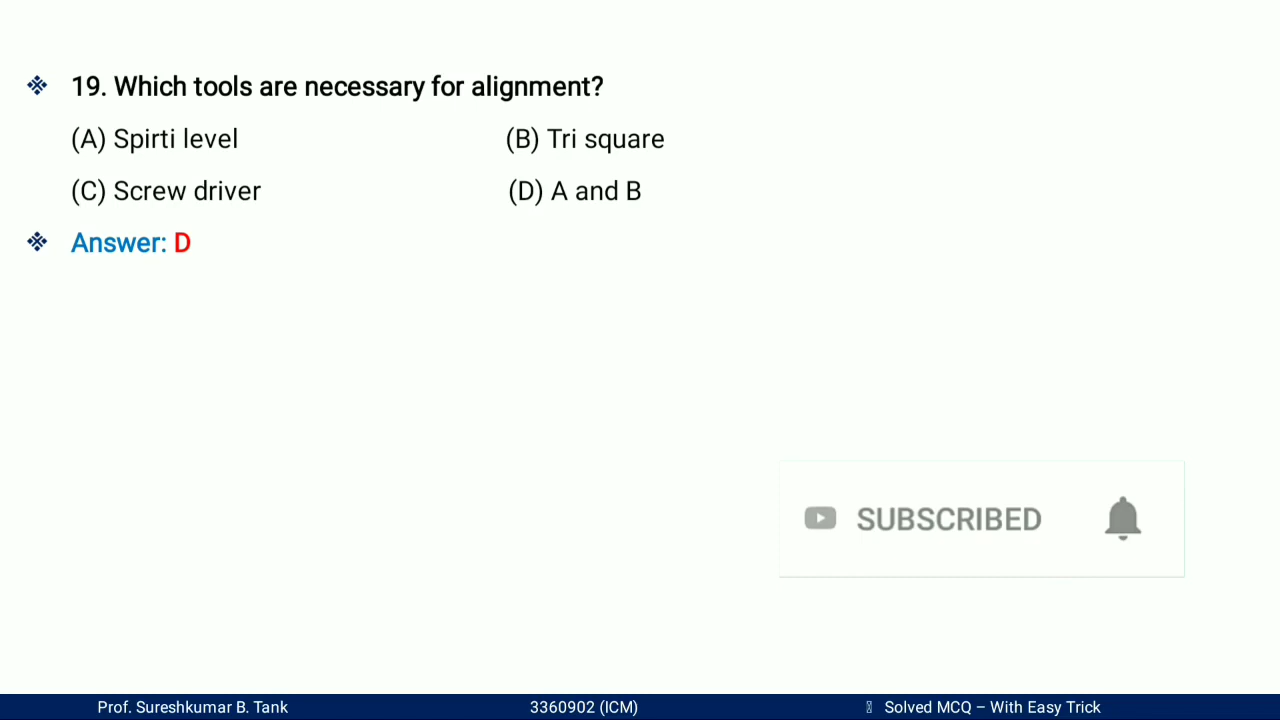 19. Which tools are necessary for alignment?
(A) Spirti level (B) Tri square
(C) Screw driver (D) A and B
Answer: D
SUBSCRIBED
Prof. Sureshkumar B. Tank 3360902 (ICM) Solved MCQ – With Easy Trick